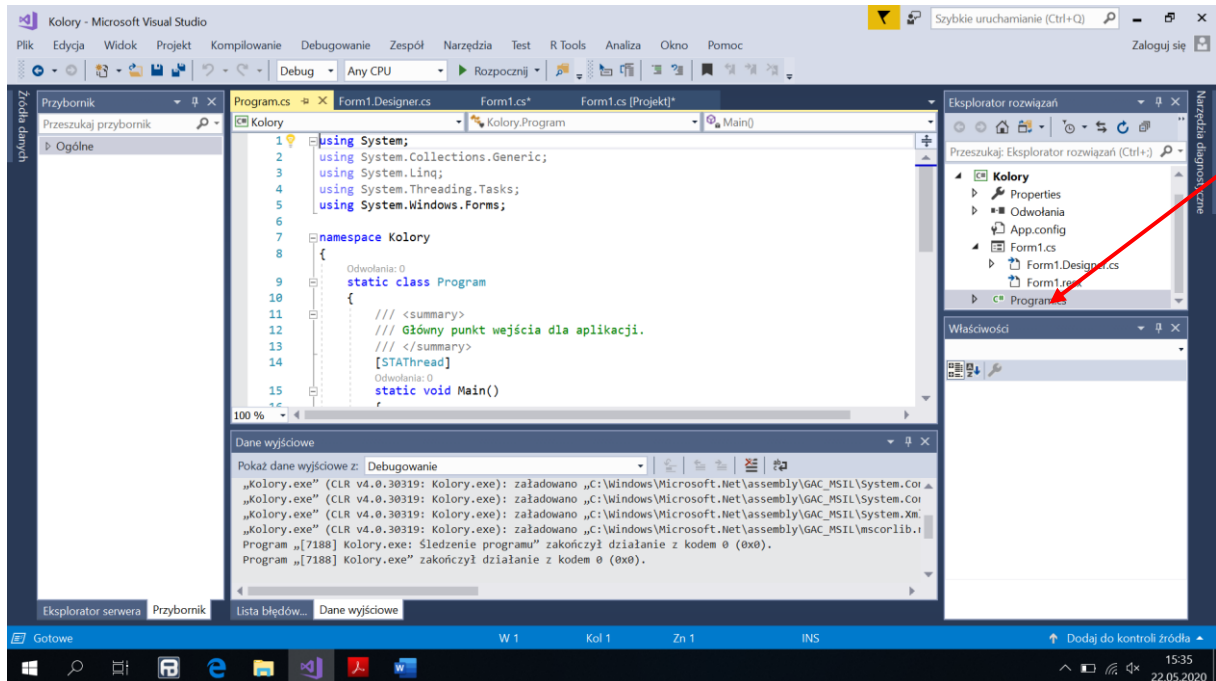 Kolory - Microsoft Visual Studio
Szybkie uruchamianie (Ctrl+Q)
Plik Edycja Widok Projekt Kompilowanie Debugowanie Zespół Narzędzia Test R Tools Analiza Okno Pomoc
Zaloguj się
Debug Any CPU Rozpocznij
Źródła danych
Przybornik
Przeszukaj przybornik
Ogólne
Program.cs Form1.Designer.cs Form1.cs* Form1.cs [Projekt]*
Kolory Kolory.Program Main()
1 using System;
2 using System.Collections.Generic;
3 using System.Linq;
4 using System.Threading.Tasks;
5 using System.Windows.Forms;
6
7 namespace Kolory
8 {
Odwołania: 0
9 static class Program
10 {
11 /// <summary>
12 /// Główny punkt wejścia dla aplikacji.
13 /// </summary>
14 [STAThread]
Odwołania: 0
15 static void Main()
16 {
100 %
Dane wyjściowe
Pokaż dane wyjściowe z: Debugowanie
„Kolory.exe” (CLR v4.0.30319: Kolory.exe): załadowano „C:\Windows\Microsoft.Net\assembly\GAC_MSIL\System.Cor
„Kolory.exe” (CLR v4.0.30319: Kolory.exe): załadowano „C:\Windows\Microsoft.Net\assembly\GAC_MSIL\System.Cor
„Kolory.exe” (CLR v4.0.30319: Kolory.exe): załadowano „C:\Windows\Microsoft.Net\assembly\GAC_MSIL\System.Xm
„Kolory.exe” (CLR v4.0.30319: Kolory.exe): załadowano „C:\Windows\Microsoft.Net\assembly\GAC_MSIL\mscorlib.r
Program „[7188] Kolory.exe: Śledzenie programu” zakończył działanie z kodem 0 (0x0).
Program „[7188] Kolory.exe” zakończył działanie z kodem 0 (0x0).
Eksplorator serwera Przybornik
Lista błędów... Dane wyjściowe
Eksplorator rozwiązań
Przeszukaj: Eksplorator rozwiązań (Ctrl+;)
Kolory
Properties
Odwołania
App.config
Form1.cs
Form1.Designer.cs
Form1.resx
Program.cs
Właściwości
Narzędzia diagnostyczne
Gotowe W 1 Kol 1 Zn 1 INS Dodaj do kontroli źródła
15:35
22.05.2020